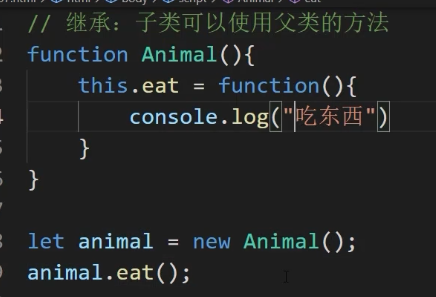 // 继承：子类可以使用父类的方法
function Animal(){
    this.eat = function(){
        console.log("吃东西")
    }
}
let animal = new Animal();
animal.eat();